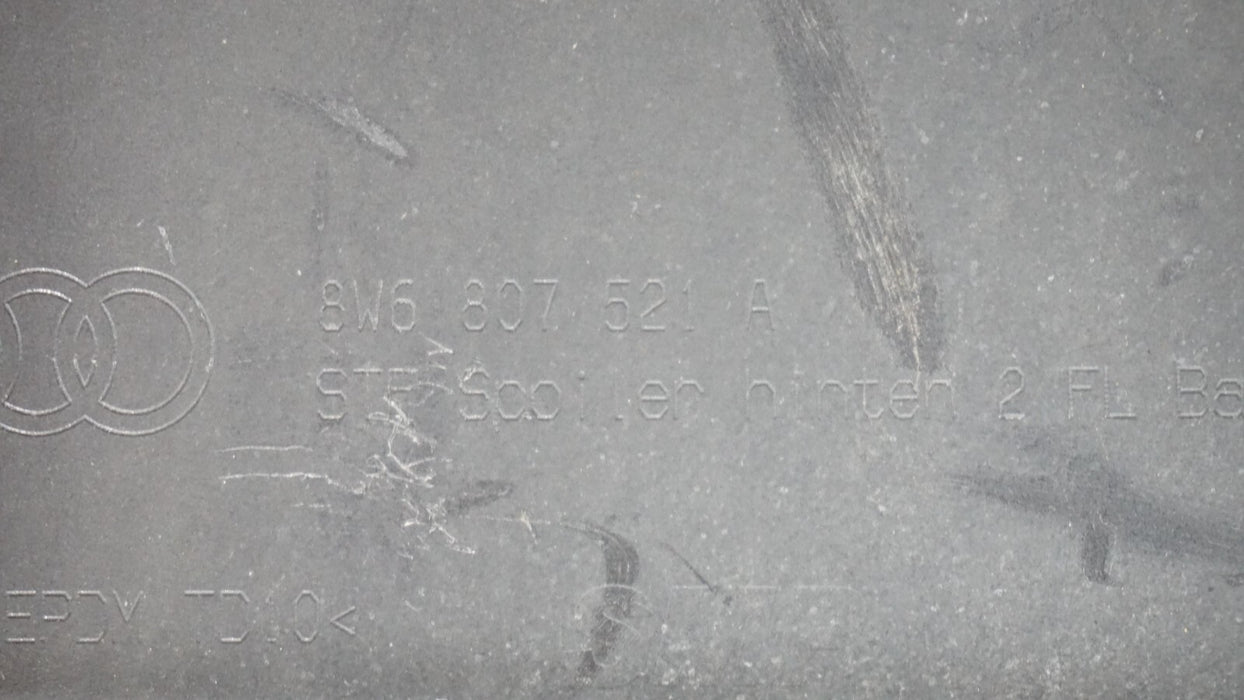 8W6 807 521 A
STF Spoiler hinten 2 FL Ba
EPDM TD10<